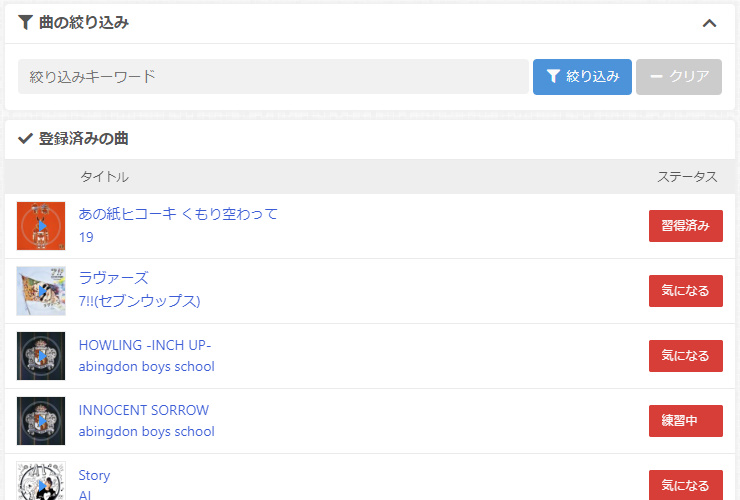 曲の絞り込み
絞り込みキーワード
絞り込み
クリア
登録済みの曲
タイトル
ステータス
あの紙ヒコーキ くもり空わって
19
習得済み
ラヴァーズ
7!!(セブンウップス)
気になる
HOWLING -INCH UP-
abingdon boys school
気になる
INNOCENT SORROW
abingdon boys school
練習中
Story
AI
気になる